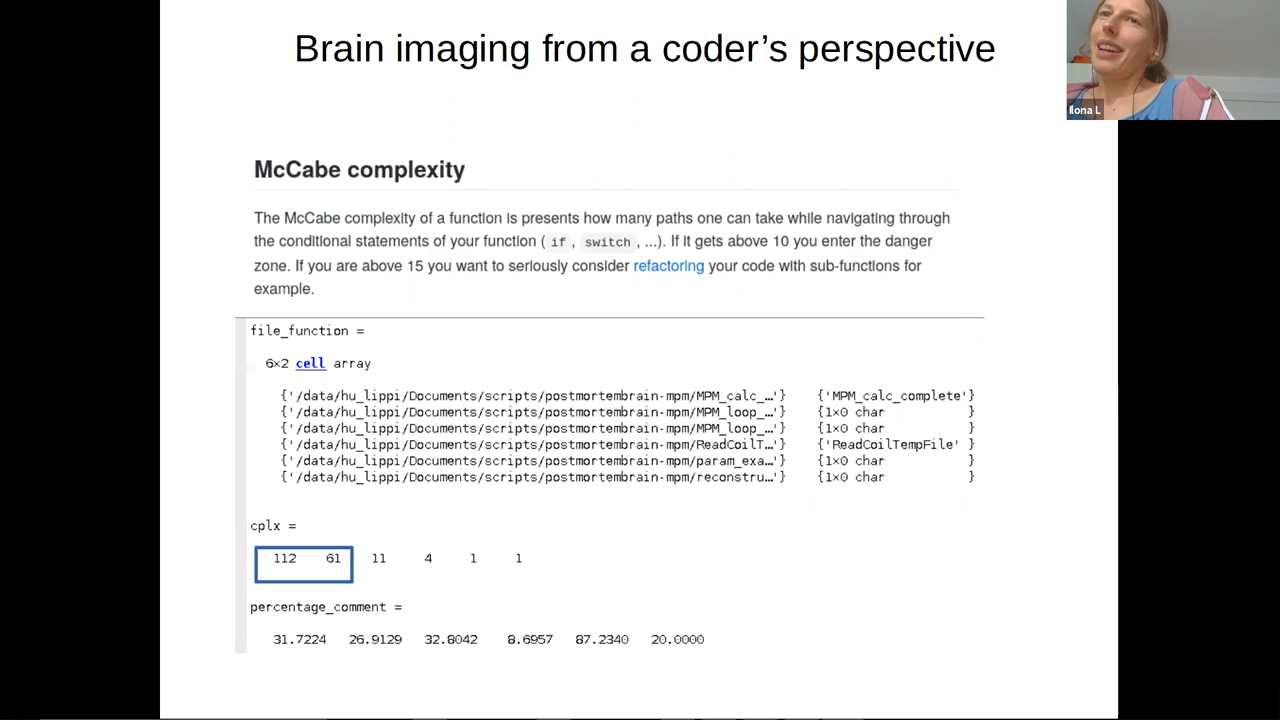 Brain imaging from a coder's perspective
Ilona L
McCabe complexity
The McCabe complexity of a function is presents how many paths one can take while navigating through
the conditional statements of your function ( if , switch , ...). If it gets above 10 you enter the danger
zone. If you are above 15 you want to seriously consider refactoring your code with sub-functions for
example.
file_function =
6×2 cell array
{'/data/hu_lippi/Documents/scripts/postmortembrain-mpm/MPM_calc_…'} {'MPM_calc_complete'}
{'/data/hu_lippi/Documents/scripts/postmortembrain-mpm/MPM_loop_…'} {1×0 char }
{'/data/hu_lippi/Documents/scripts/postmortembrain-mpm/MPM_loop_…'} {1×0 char }
{'/data/hu_lippi/Documents/scripts/postmortembrain-mpm/ReadCoilT…'} {'ReadCoilTempFile' }
{'/data/hu_lippi/Documents/scripts/postmortembrain-mpm/param_exa…'} {1×0 char }
{'/data/hu_lippi/Documents/scripts/postmortembrain-mpm/reconstru…'} {1×0 char }
cplx =
112 61 11 4 1 1
percentage_comment =
31.7224 26.9129 32.8042 8.6957 87.2340 20.0000